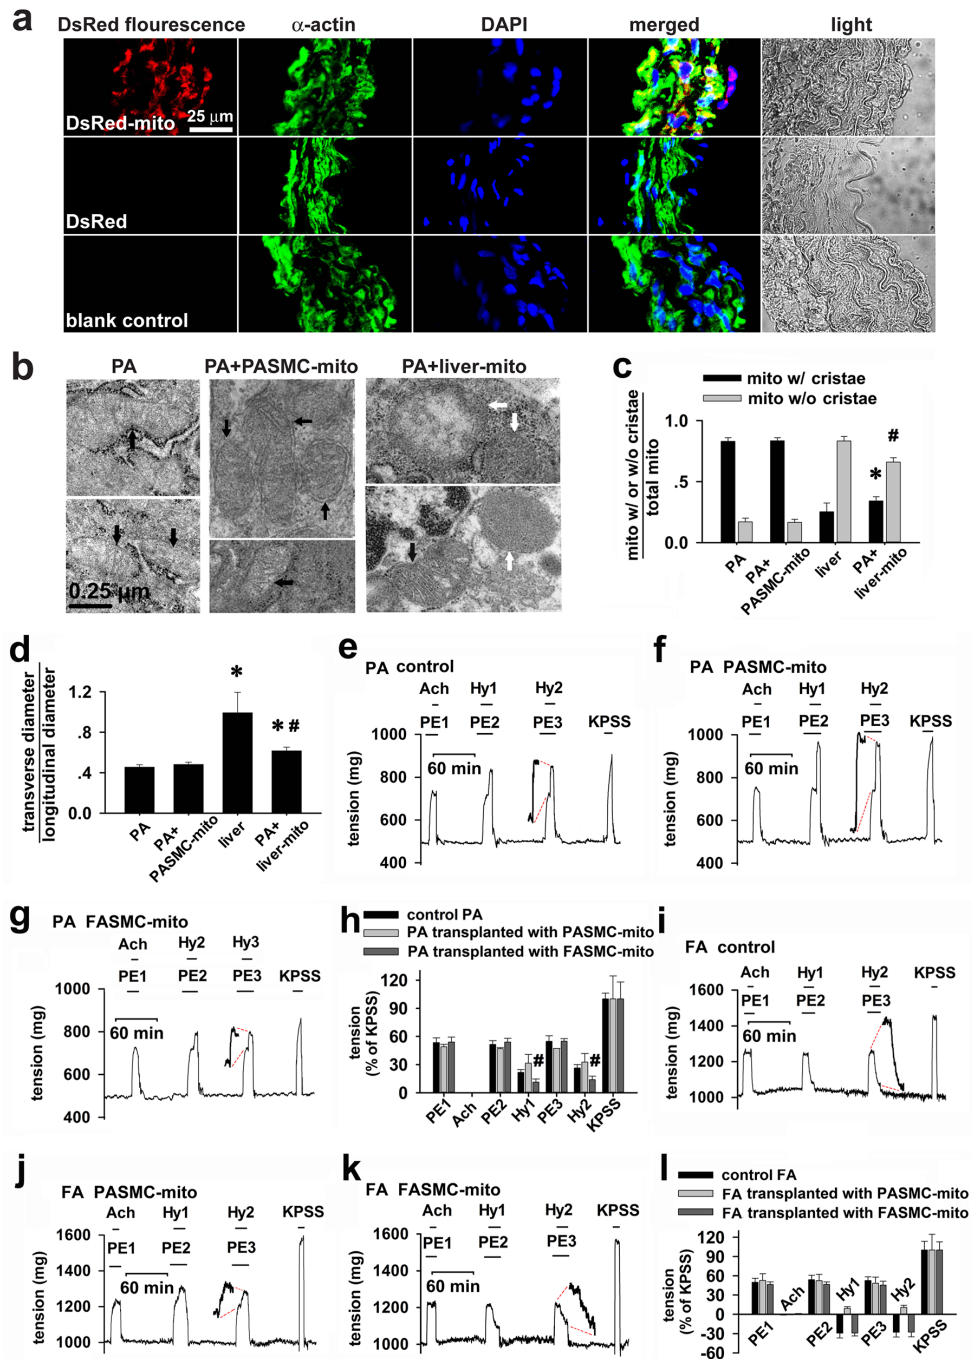 a
DsRed flourescence α-actin DAPI merged light
DsRed-mito 25 μm
DsRed
blank control
b
PA PA+PASMC-mito PA+liver-mito
0.25 μm
c
mito w/ cristae
mito w/o cristae
mito w/ or w/o cristae
total mito
1.0
.5
0.0
* #
PA
PA+
PASMC-mito
liver
PA+
liver-mito
d
transverse diameter
longitudinal diameter
1.2
.8
.4
0.0
*
* #
PA
PA+
PASMC-mito
liver
PA+
liver-mito
e
PA control
Ach Hy1 Hy2
PE1 PE2 PE3 KPSS
60 min
tension (mg)
1000
800
600
400
f
PA PASMC-mito
Ach Hy1 Hy2
PE1 PE2 PE3 KPSS
60 min
tension (mg)
1000
800
600
400
g
PA FASMC-mito
Ach Hy2 Hy3
PE1 PE2 PE3 KPSS
60 min
tension (mg)
1000
800
600
400
h
control PA
PA transplanted with PASMC-mito
PA transplanted with FASMC-mito
tension
(% of KPSS)
120
90
60
30
0
# #
PE1 Ach PE2 Hy1 PE3 Hy2 KPSS
i
FA control
Ach Hy1 Hy2 KPSS
PE1 PE2 PE3
60 min
tension (mg)
1600
1400
1200
1000
j
FA PASMC-mito
Ach Hy1 Hy2 KPSS
PE1 PE2 PE3
60 min
tension (mg)
1600
1400
1200
1000
k
FA FASMC-mito
Ach Hy1 Hy2 KPSS
PE1 PE2 PE3
60 min
tension (mg)
1600
1400
1200
1000
l
control FA
FA transplanted with PASMC-mito
FA transplanted with FASMC-mito
tension
(% of KPSS)
120
90
60
30
0
-30
-60
PE1 Ach PE2 Hy1 PE3 Hy2 KPSS